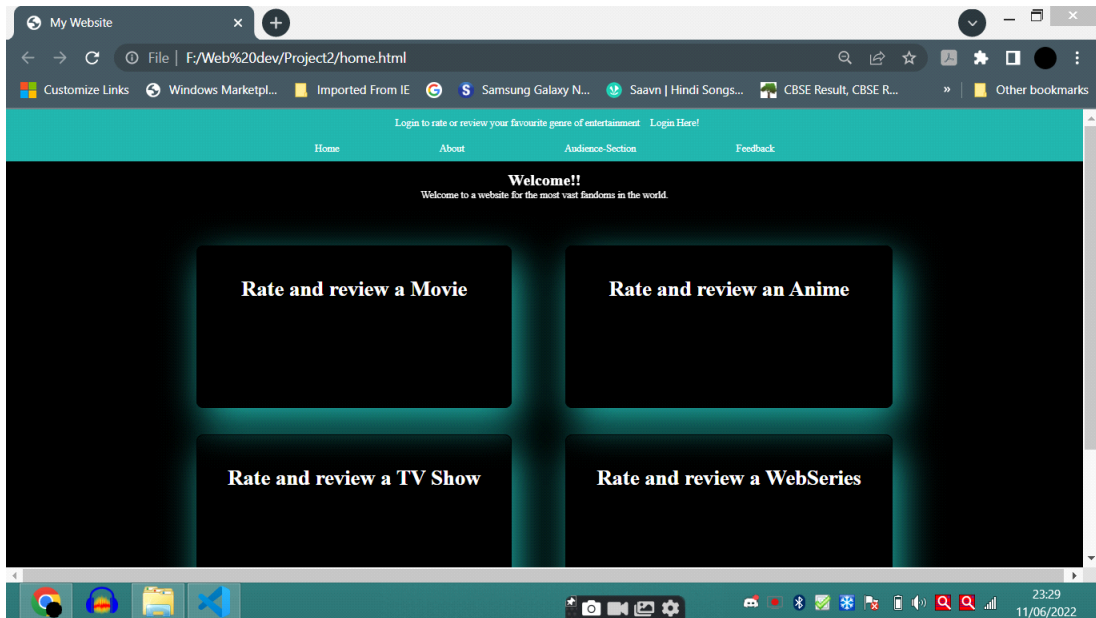 My Website
File | F:/Web%20dev/Project2/home.html
Customize Links Windows Marketpl... Imported From IE G S Samsung Galaxy N... Saavn | Hindi Songs... CBSE Result, CBSE R... » Other bookmarks
Login to rate or review your favourite genre of entertainment Login Here!
Home About Audience-Section Feedback
Welcome!!
Welcome to a website for the most vast fandoms in the world.
Rate and review a Movie Rate and review an Anime
Rate and review a TV Show Rate and review a WebSeries
23:29
11/06/2022